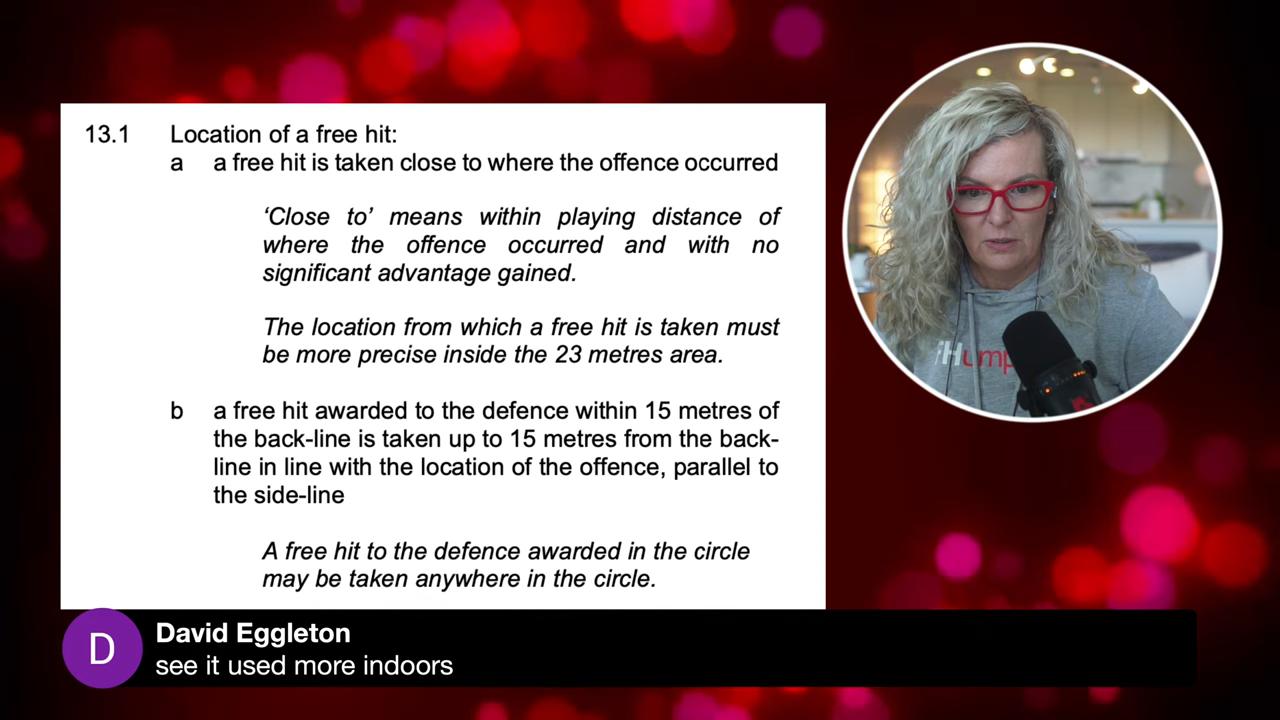 13.1 Location of a free hit:
a a free hit is taken close to where the offence occurred
‘Close to’ means within playing distance of
where the offence occurred and with no
significant advantage gained.
The location from which a free hit is taken must
be more precise inside the 23 metres area.
b a free hit awarded to the defence within 15 metres of
the back-line is taken up to 15 metres from the back-
line in line with the location of the offence, parallel to
the side-line
A free hit to the defence awarded in the circle
may be taken anywhere in the circle.
D
David Eggleton
see it used more indoors